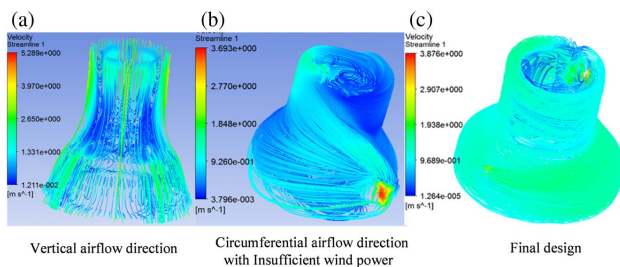 (a)
Velocity
Streamline 1
5.289e+000
3.970e+000
2.650e+000
1.331e+000
1.211e-002
[m s^-1]
Vertical airflow direction
(b)
Velocity
Streamline 1
3.693e+000
2.770e+000
1.848e+000
9.260e-001
3.796e-003
[m s^-1]
Circumferential airflow direction
with Insufficient wind power
(c)
Velocity
Streamline 1
3.876e+000
2.907e+000
1.938e+000
9.689e-001
1.264e-005
[m s^-1]
Final design